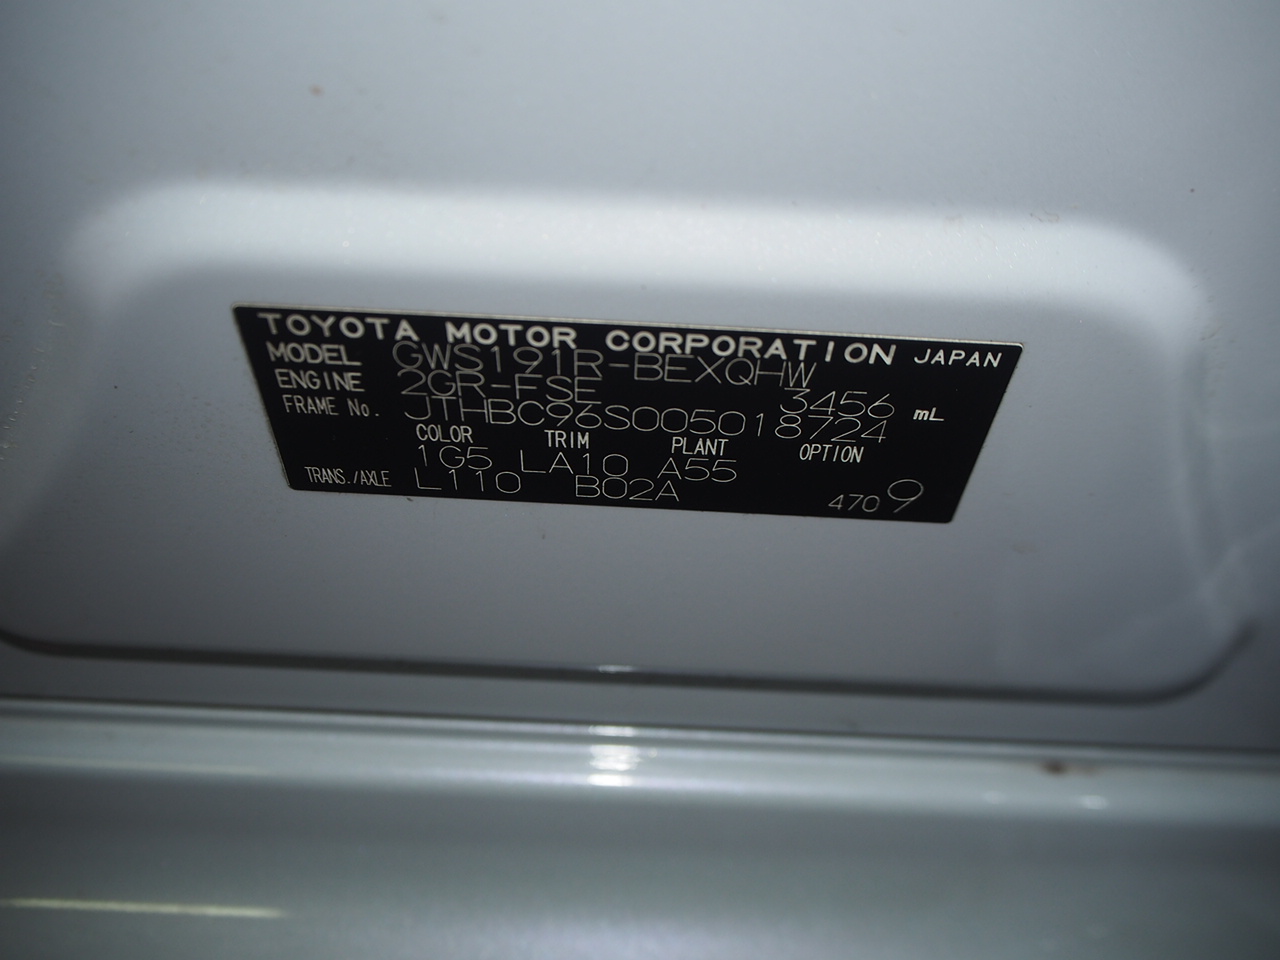 TOYOTA MOTOR CORPORATION JAPAN
MODEL GWS191R-BEXQHW
ENGINE 2GR-FSE 3456 mL
FRAME No. JTHBC96S005018724
COLOR TRIM PLANT OPTION
1G5 LA10 A55
TRANS./AXLE L110 B02A
4709